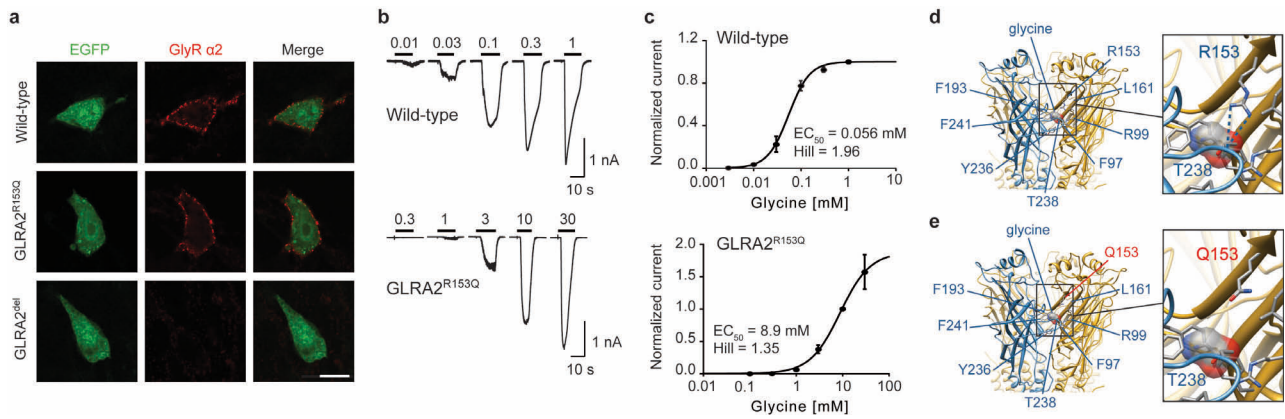 a
EGFP
GlyR α2
Merge
Wild-type
GLRA2R153Q
GLRA2del
b
0.01 0.03 0.1 0.3 1
Wild-type
1 nA
10 s
0.3 1 3 10 30
GLRA2R153Q
1 nA
10 s
c
Wild-type
Normalized current
1.2
0.8
0.4
0.0
EC50 = 0.056 mM
Hill = 1.96
0.001 0.01 0.1 1 10
Glycine [mM]
GLRA2R153Q
Normalized current
2.0
1.5
1.0
0.5
0.0
EC50 = 8.9 mM
Hill = 1.35
0.01 0.1 1 10 100
Glycine [mM]
d
glycine
R153
F193
L161
F241
R99
Y236
F97
T238
R153
T238
e
glycine
Q153
F193
L161
F241
R99
Y236
F97
T238
Q153
T238